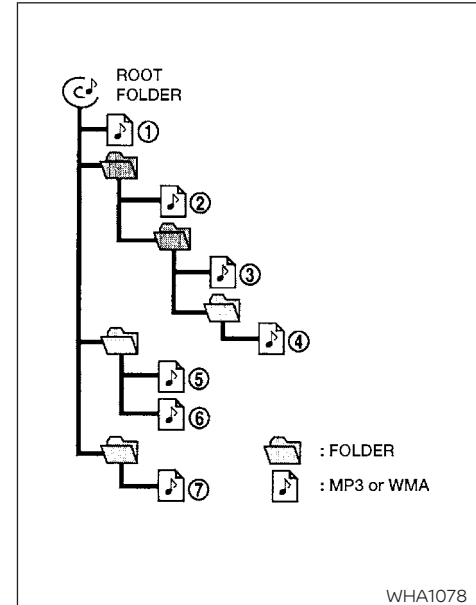 ROOT
FOLDER
①
②
③
④
⑤
⑥
⑦
: FOLDER
: MP3 or WMA
WHA1078